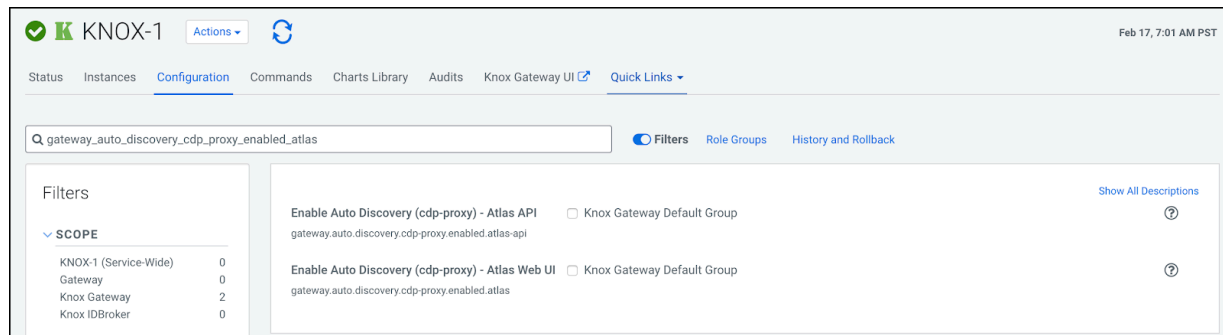 KNOX-1 Actions
Feb 17, 7:01 AM PST
Status Instances Configuration Commands Charts Library Audits Knox Gateway UI Quick Links
gateway_auto_discovery_cdp_proxy_enabled_atlas
Filters Role Groups History and Rollback
Filters
SCOPE
KNOX-1 (Service-Wide) 0
Gateway 0
Knox Gateway 2
Knox IDBroker 0
Show All Descriptions
Enable Auto Discovery (cdp-proxy) - Atlas API Knox Gateway Default Group
gateway.auto.discovery.cdp-proxy.enabled.atlas-api
Enable Auto Discovery (cdp-proxy) - Atlas Web UI Knox Gateway Default Group
gateway.auto.discovery.cdp-proxy.enabled.atlas